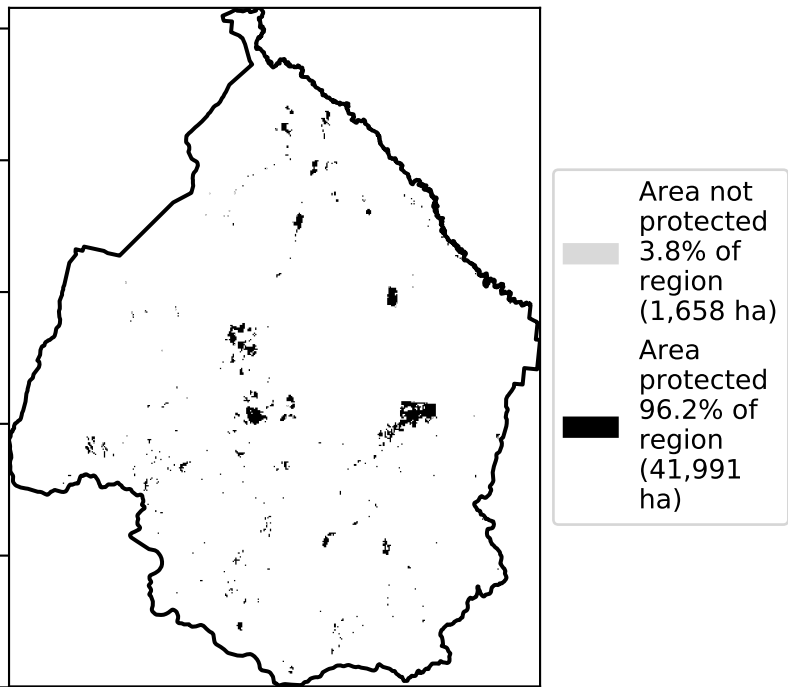 Area not
protected
3.8% of
region
(1,658 ha)
Area
protected
96.2% of
region
(41,991
ha)